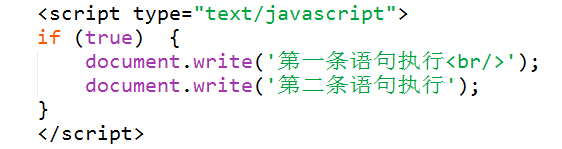 <script type="text/javascript">
if (true)  {
    document.write('第一条语句执行<br/>');
    document.write('第二条语句执行');
}
</script>